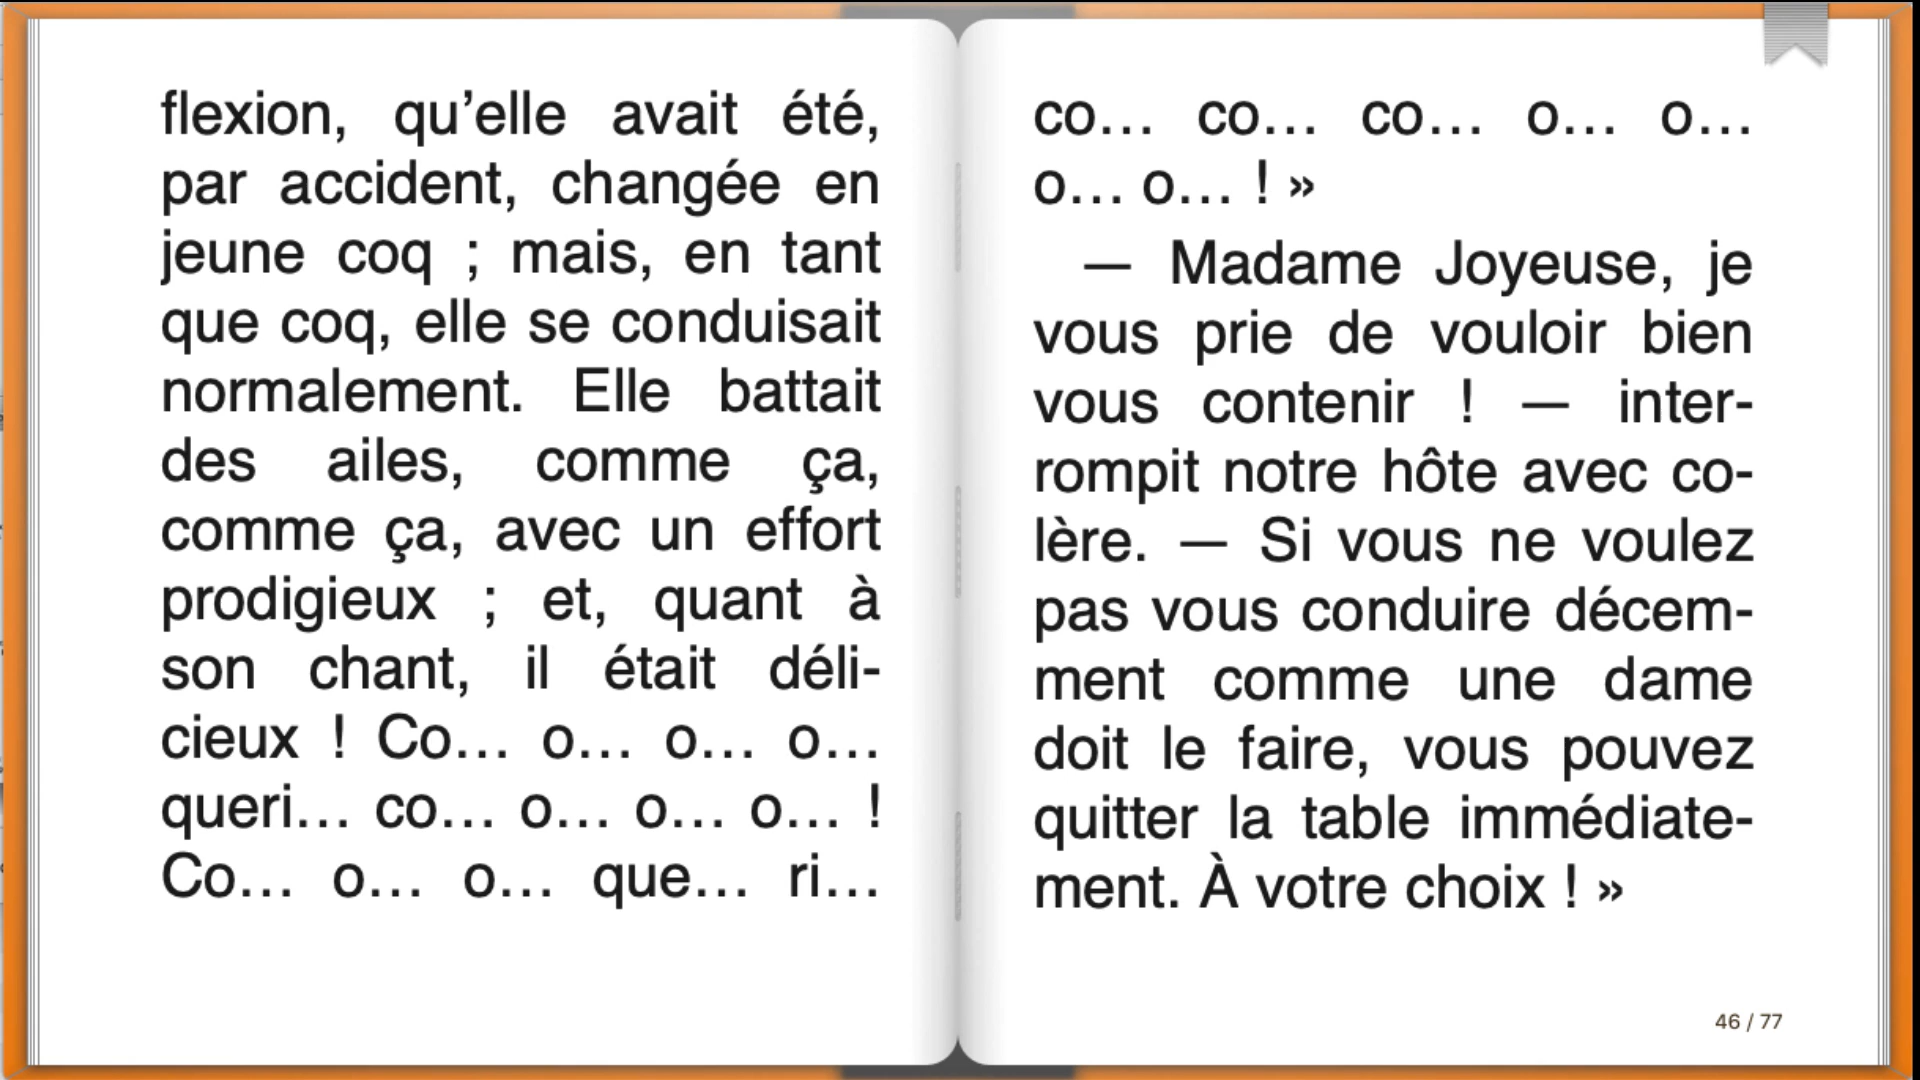 flexion, qu’elle avait été,
par accident, changée en
jeune coq ; mais, en tant
que coq, elle se conduisait
normalement. Elle battait
des ailes, comme ça,
comme ça, avec un effort
prodigieux ; et, quant à
son chant, il était déli-
cieux ! Co… o… o… o…
queri… co… o… o… o… !
Co… o… o… que… ri…
co… co… co… o… o…
o… o… ! »
— Madame Joyeuse, je
vous prie de vouloir bien
vous contenir ! — inter-
rompit notre hôte avec co-
lère. — Si vous ne voulez
pas vous conduire décem-
ment comme une dame
doit le faire, vous pouvez
quitter la table immédiate-
ment. À votre choix ! »
46 / 77